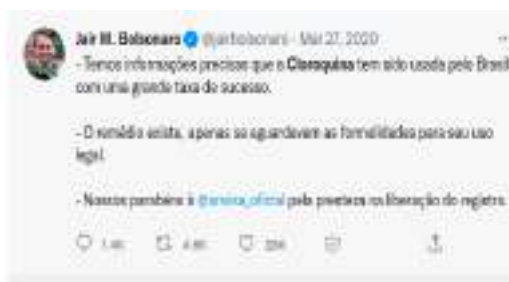 Jair M. Bolsonaro @jairbolsonaro · Mar 27, 2020
- Temos informações precisas que a Cloroquina tem sido usada pelo Brasil
com uma grande taxa de sucesso.
- O remédio existe, apenas se aguardavam as formalidades para seu uso
legal.
- Nossos parabéns à @anvisa_oficial pela presteza na liberação do registro.